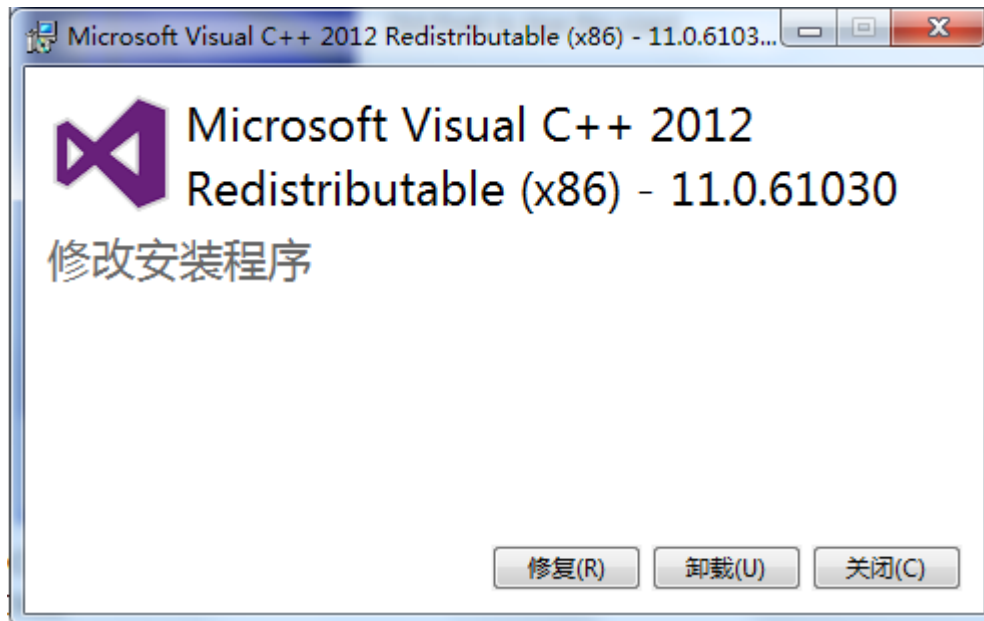 Microsoft Visual C++ 2012 Redistributable (x86) - 11.0.6103...
Microsoft Visual C++ 2012
Redistributable (x86) - 11.0.61030
修改安装程序
修复(R) 卸载(U) 关闭(C)